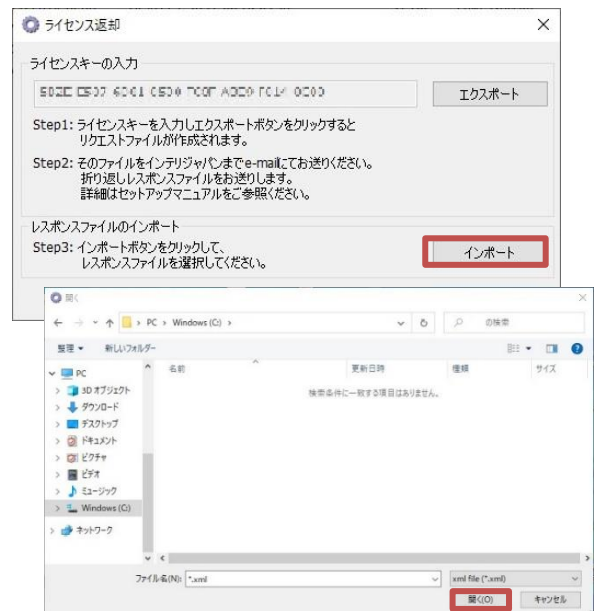 ライセンス返却
ライセンスキーの入力
エクスポート
Step1: ライセンスキーを入力しエクスポートボタンをクリックすると
リクエストファイルが作成されます。
Step2: そのファイルをインテリジャパンまでe-mailにてお送りください。
折り返しレスポンスファイルをお送りします。
詳細はセットアップマニュアルをご参照ください。
レスポンスファイルのインポート
Step3: インポートボタンをクリックして、
レスポンスファイルを選択してください。
インポート
開く
PC › Windows (C:) ›
の検索
整理 新しいフォルダー
PC
3D オブジェクト
ダウンロード
デスクトップ
ドキュメント
ピクチャ
ビデオ
ミュージック
Windows (C:)
ネットワーク
名前 更新日時 種類 サイズ
検索条件に一致する項目はありません。
ファイル名(N): *.xml
xml file (*.xml)
開く(O) キャンセル